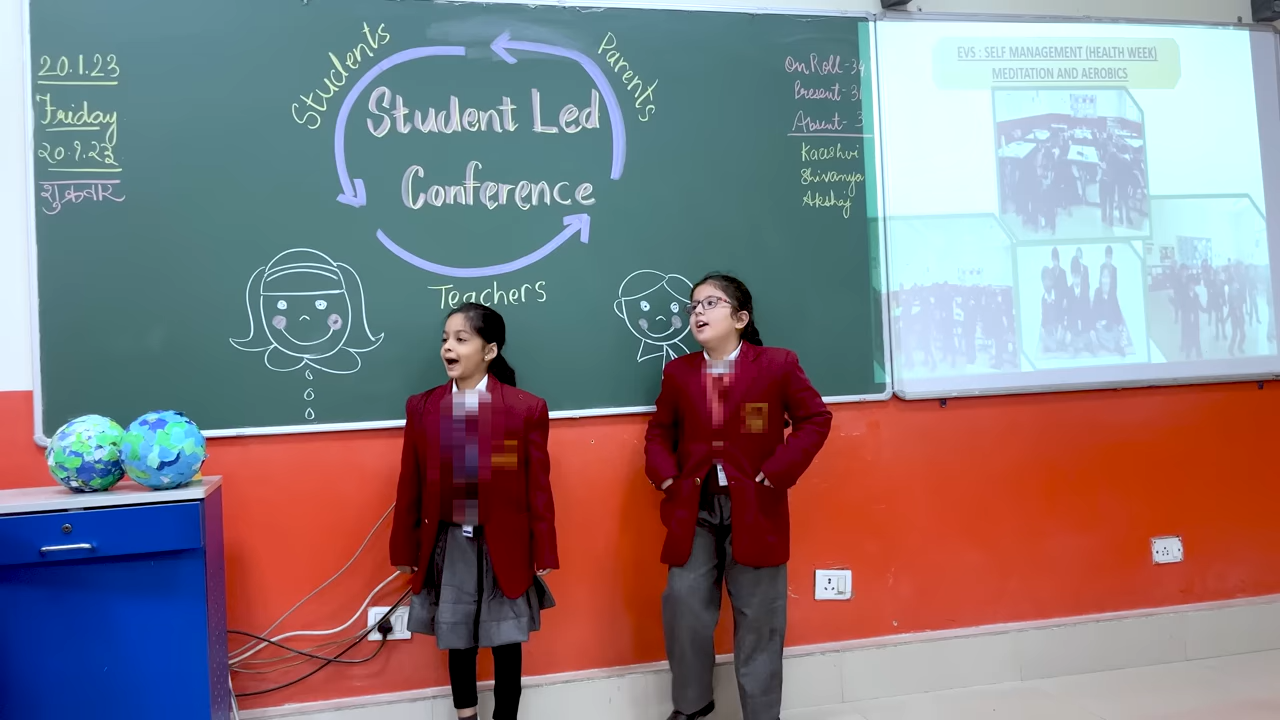 20.1.23
Friday
20.१.23
शुक्रवार
Students
Parents
Student Led
Conference
Teachers
On Roll - 34
Present - 31
Absent - 3
Kaashvi
Shivanya
Akshaj
EVS : SELF MANAGEMENT (HEALTH WEEK)
MEDITATION AND AEROBICS